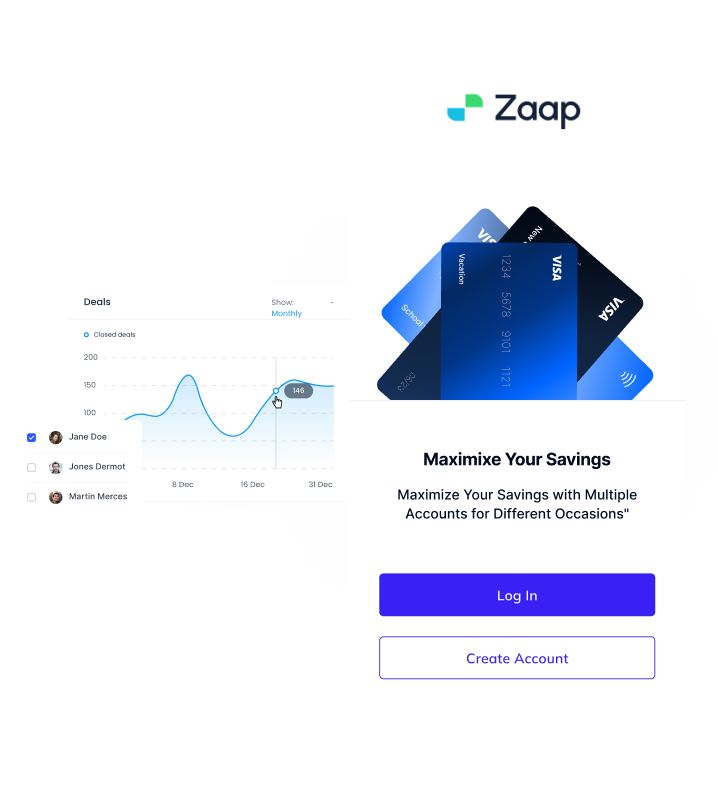 Zaap
VISA
New
VISA
School
Vacation
1234 5678 9101 1121
VISA
06/23
Deals
Show:
Monthly
Closed deals
200
150
100
146
8 Dec
16 Dec
31 Dec
Jane Doe
Jones Dermot
Martin Merces
Maximixe Your Savings
Maximize Your Savings with Multiple
Accounts for Different Occasions"
Log In
Create Account